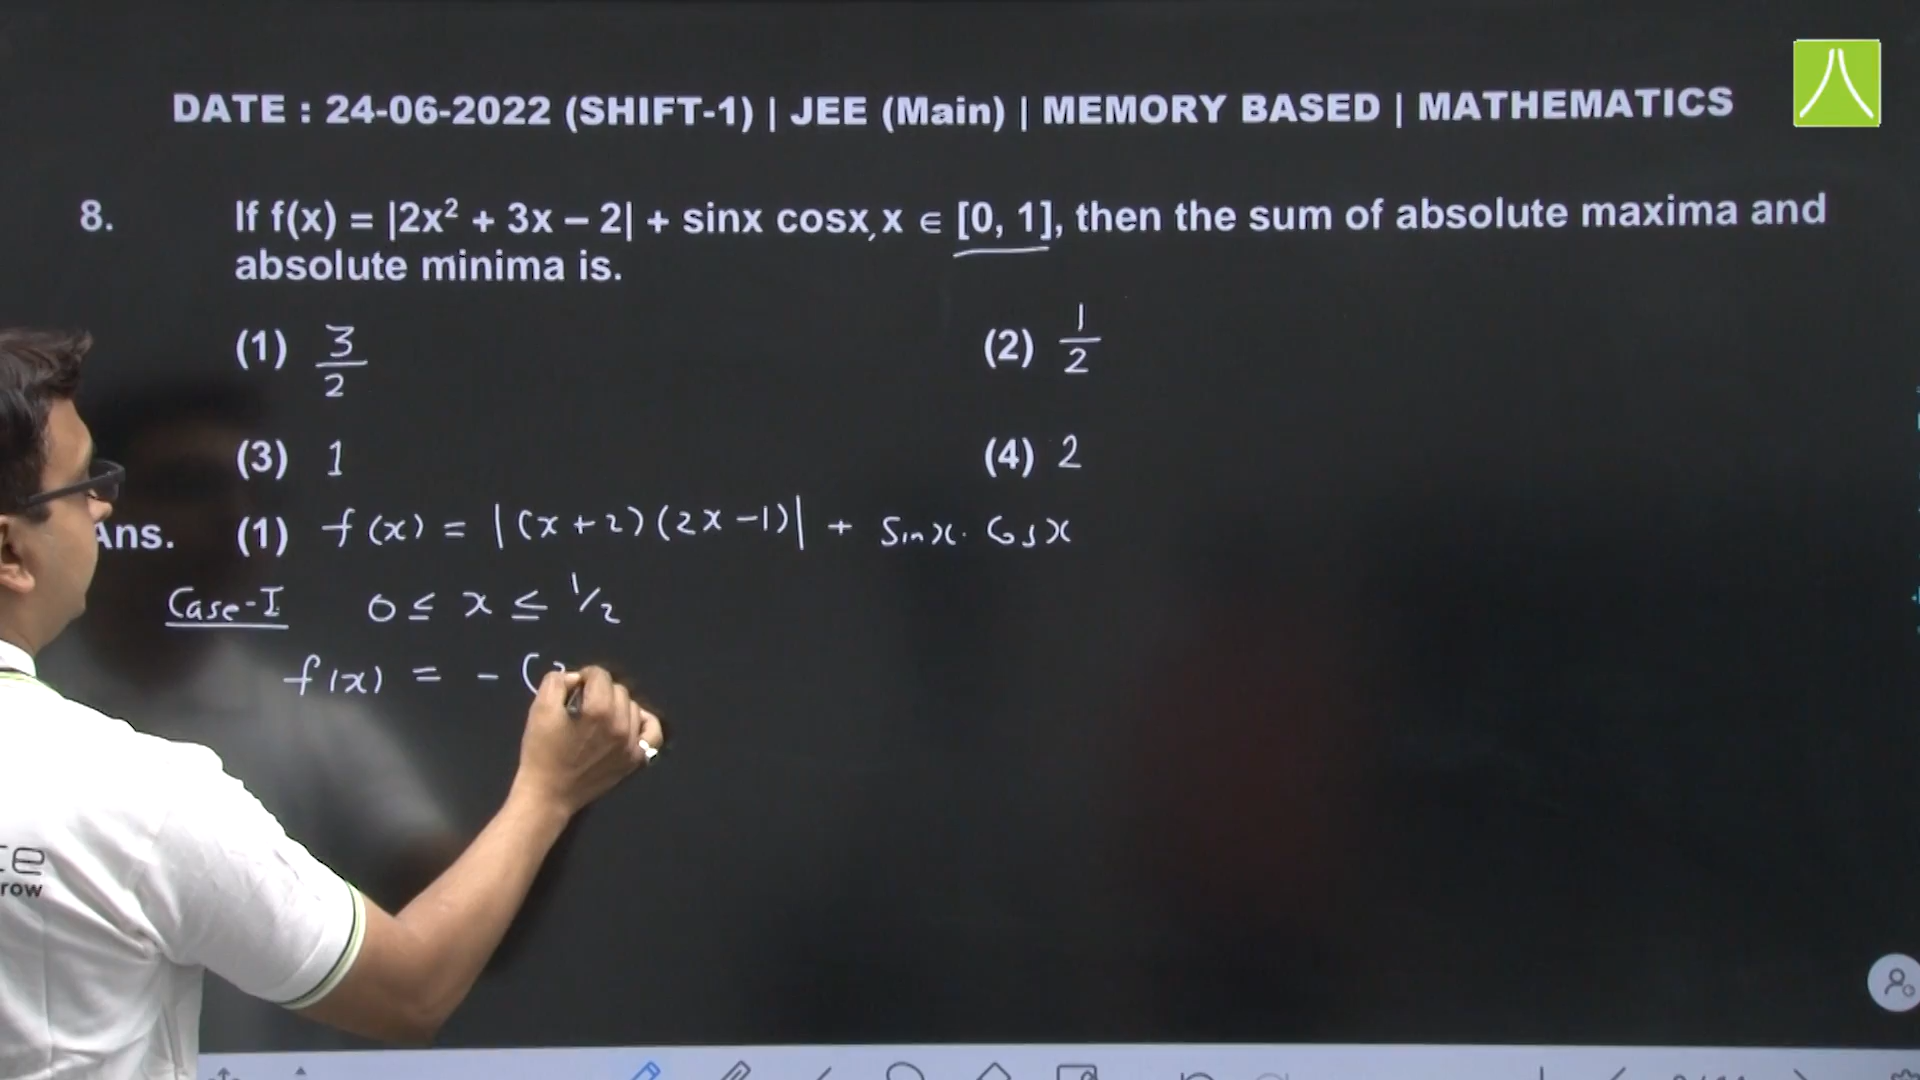 DATE : 24-06-2022 (SHIFT-1) | JEE (Main) | MEMORY BASED | MATHEMATICS
8. If f(x) = |2x² + 3x – 2| + sinx cosx, x ∈ [0, 1], then the sum of absolute maxima and
absolute minima is.
(1) 3/2 (2) 1/2
(3) 1 (4) 2
Ans. (1) f(x) = |(x+2)(2x-1)| + Sinx. Cosx
Case-I 0 ≤ x ≤ 1/2
f(x) = - (
row